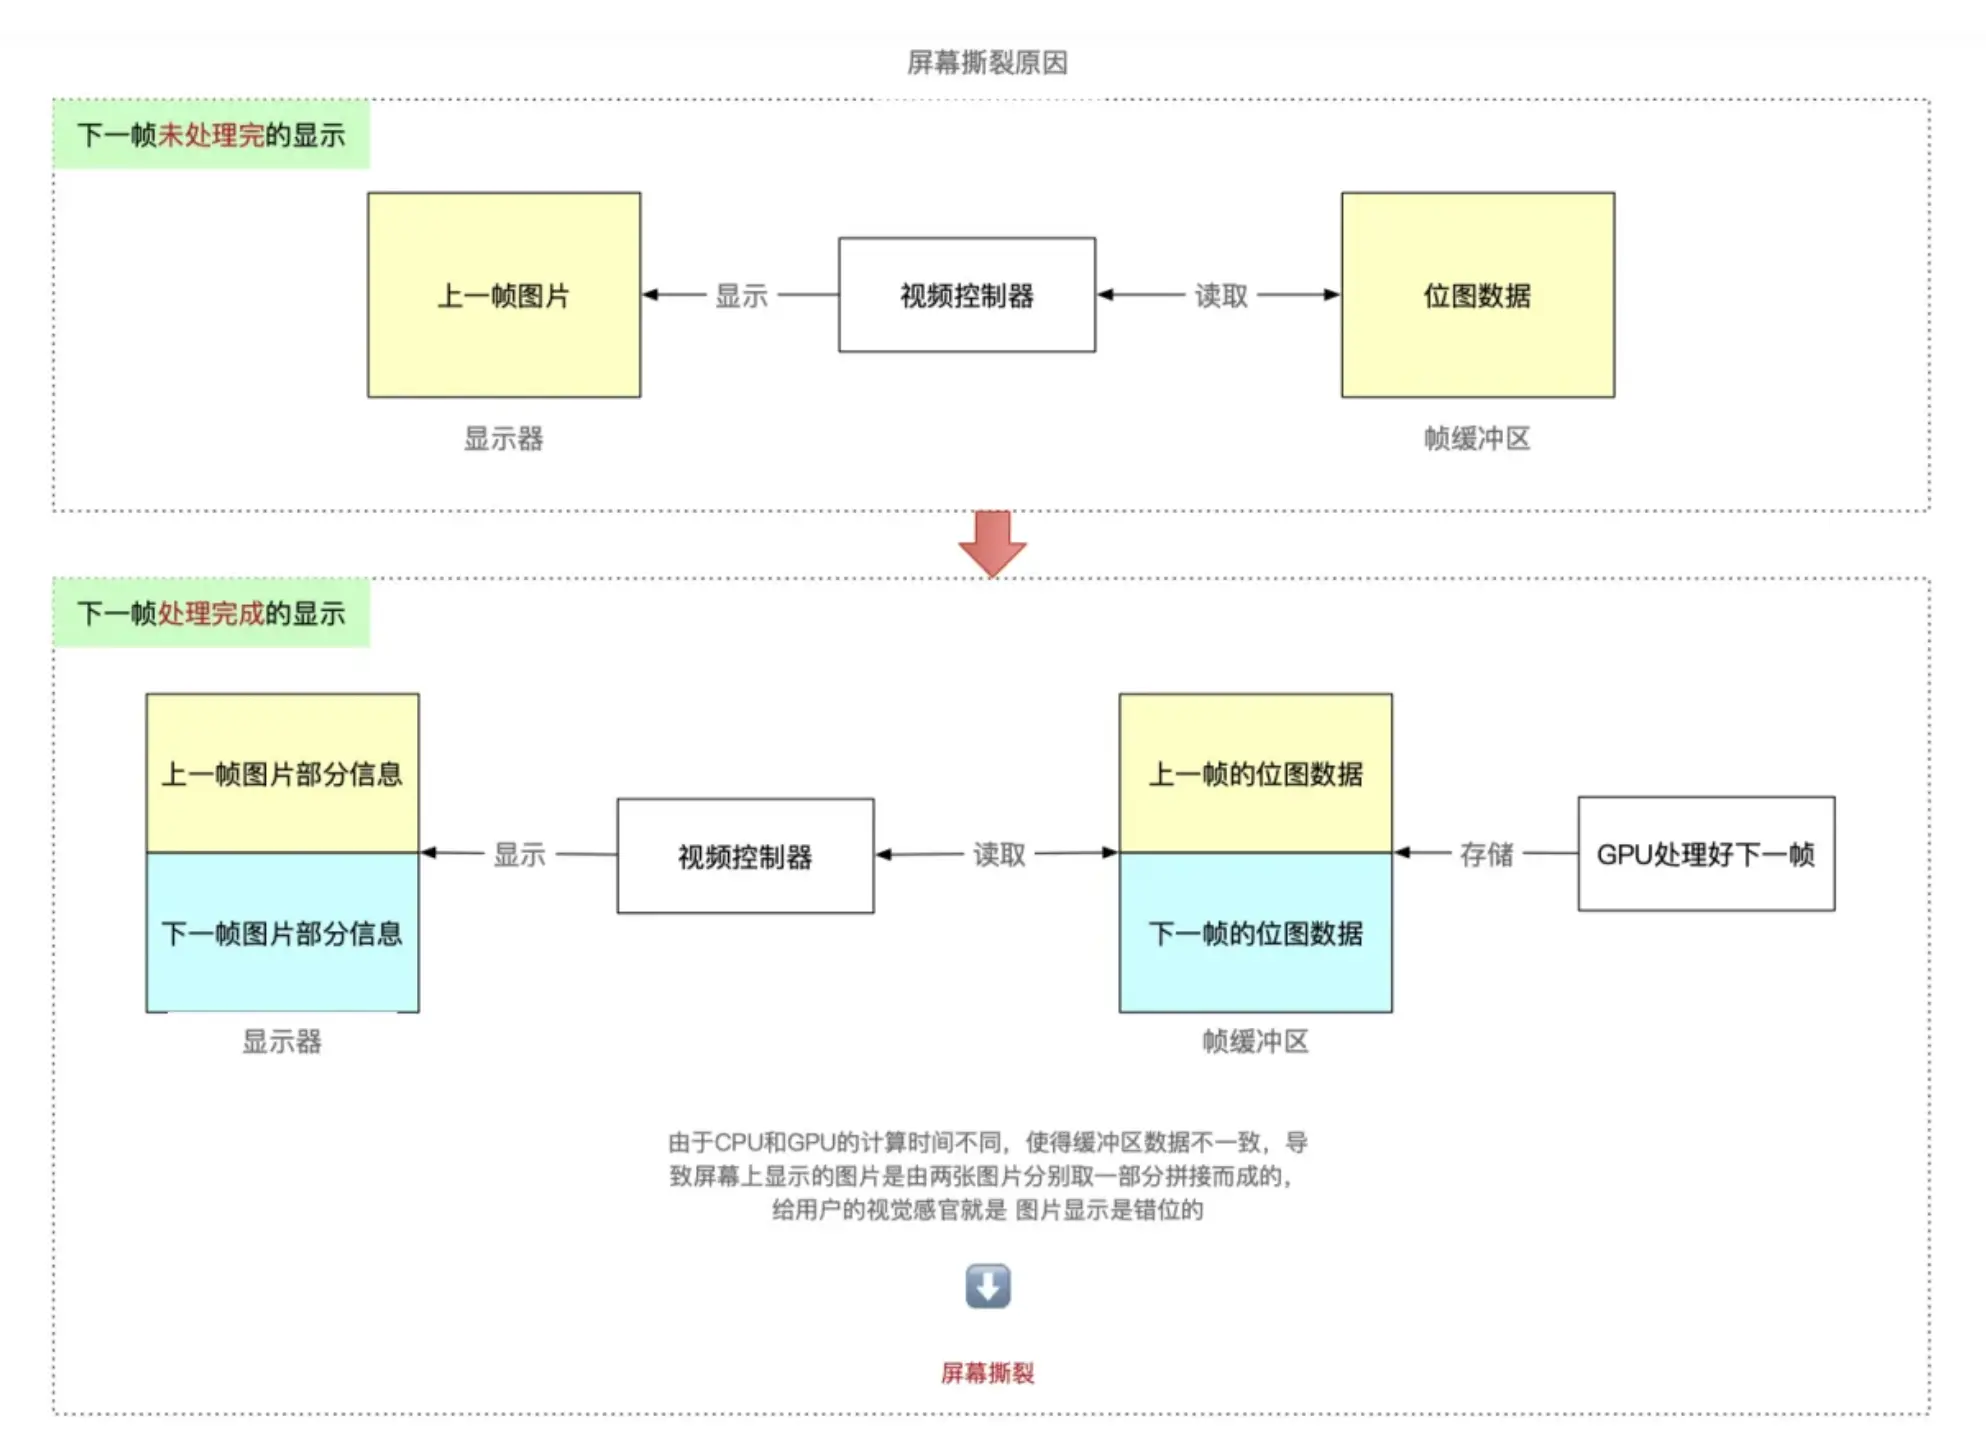 屏幕撕裂原因
下一帧未处理完的显示
上一帧图片
显示
视频控制器
读取
位图数据
显示器
帧缓冲区
下一帧处理完成的显示
上一帧图片部分信息
下一帧图片部分信息
显示
视频控制器
读取
上一帧的位图数据
下一帧的位图数据
存储
GPU处理好下一帧
显示器
帧缓冲区
由于CPU和GPU的计算时间不同，使得缓冲区数据不一致，导
致屏幕上显示的图片是由两张图片分别取一部分拼接而成的，
给用户的视觉感官就是 图片显示是错位的
屏幕撕裂